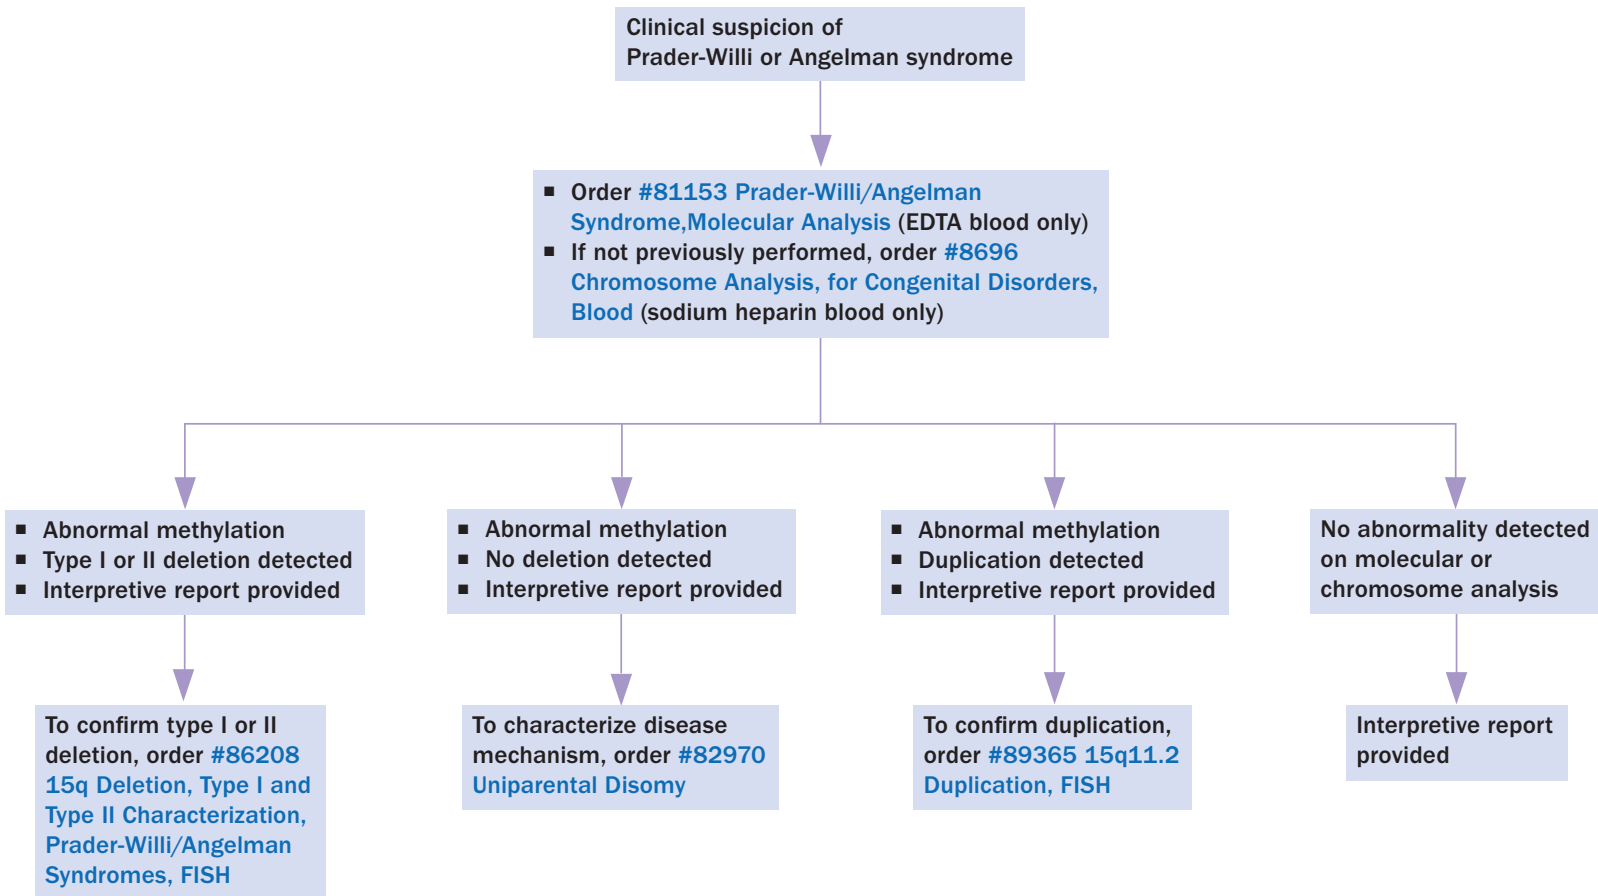 Clinical suspicion of
Prader-Willi or Angelman syndrome
■ Order #81153 Prader-Willi/Angelman
Syndrome,Molecular Analysis (EDTA blood only)
■ If not previously performed, order #8696
Chromosome Analysis, for Congenital Disorders,
Blood (sodium heparin blood only)
■ Abnormal methylation
■ Type I or II deletion detected
■ Interpretive report provided
■ Abnormal methylation
■ No deletion detected
■ Interpretive report provided
■ Abnormal methylation
■ Duplication detected
■ Interpretive report provided
No abnormality detected
on molecular or
chromosome analysis
To confirm type I or II
deletion, order #86208
15q Deletion, Type I and
Type II Characterization,
Prader-Willi/Angelman
Syndromes, FISH
To characterize disease
mechanism, order #82970
Uniparental Disomy
To confirm duplication,
order #89365 15q11.2
Duplication, FISH
Interpretive report
provided